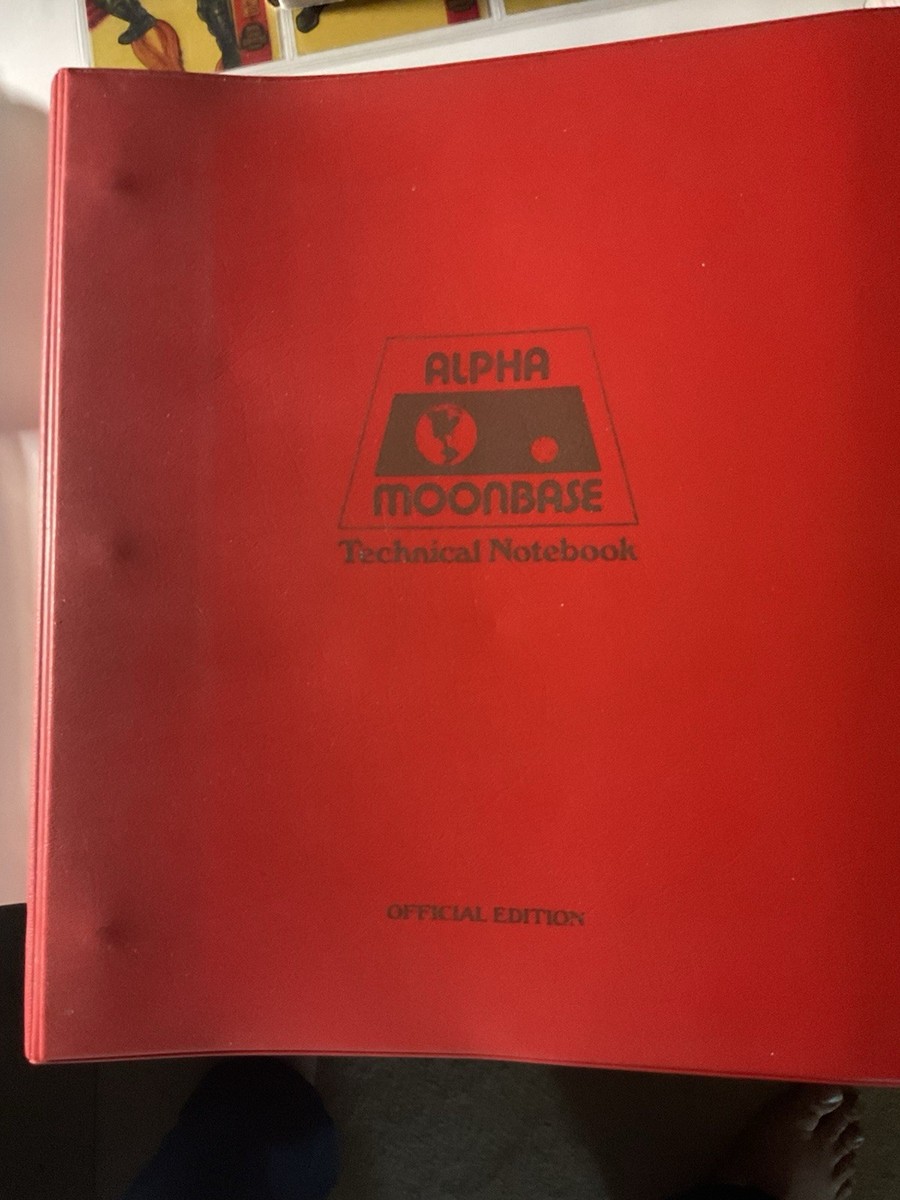 ALPHA
MOONBASE
Technical Notebook
OFFICIAL EDITION